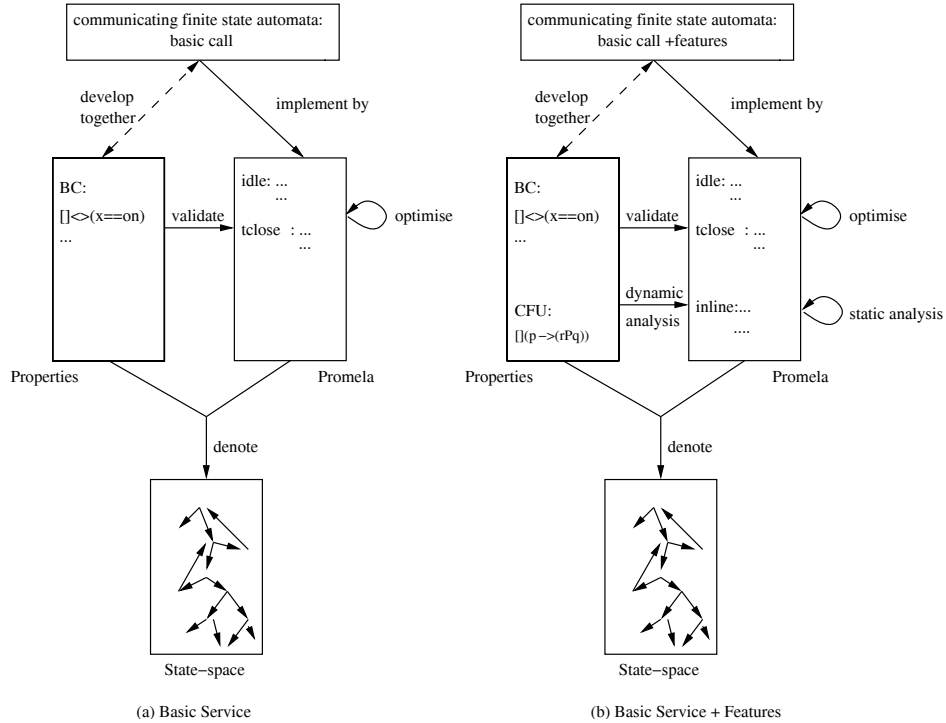 communicating finite state automata:
basic call
develop
together
implement by
BC:
[]<>(x==on)
...
validate
idle: ...
...
tclose : ...
...
optimise
Properties
Promela
denote
State-space
(a) Basic Service
communicating finite state automata:
basic call +features
develop
together
implement by
BC:
[]<>(x==on)
...
CFU:
[](p->(rPq))
validate
dynamic
analysis
idle: ...
...
tclose : ...
...
inline:...
....
optimise
static analysis
Properties
Promela
denote
State-space
(b) Basic Service + Features